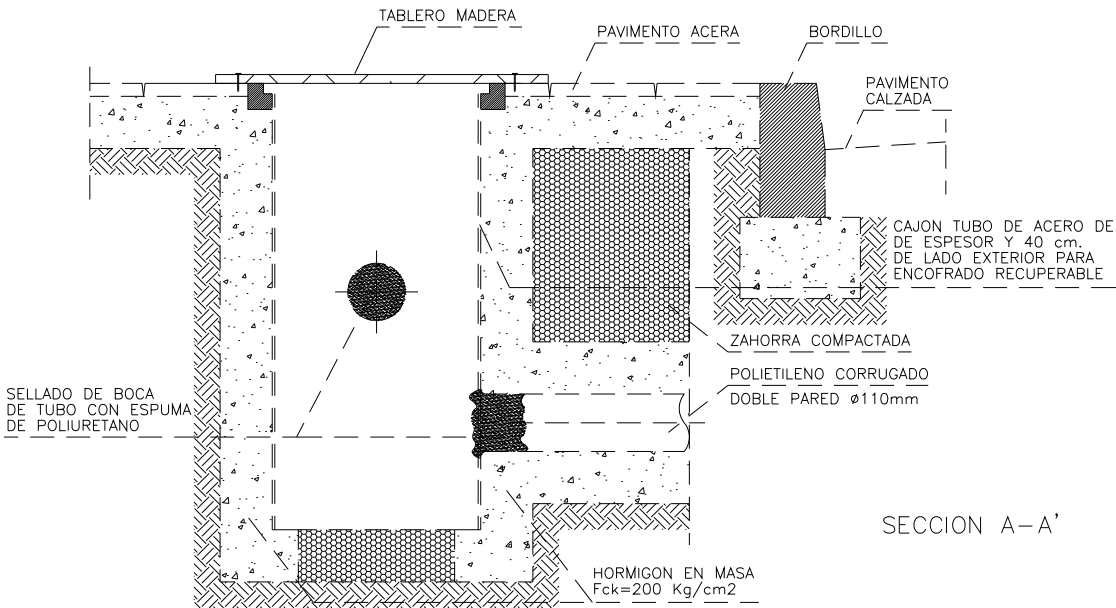 TABLERO MADERA
PAVIMENTO ACERA
BORDILLO
PAVIMENTO
CALZADA
CAJON TUBO DE ACERO DE
DE ESPESOR Y 40 cm.
DE LADO EXTERIOR PARA
ENCOFRADO RECUPERABLE
ZAHORRA COMPACTADA
POLIETILENO CORRUGADO
DOBLE PARED ø110mm
SELLADO DE BOCA
DE TUBO CON ESPUMA
DE POLIURETANO
SECCION A-A'
HORMIGON EN MASA
Fck=200 Kg/cm2